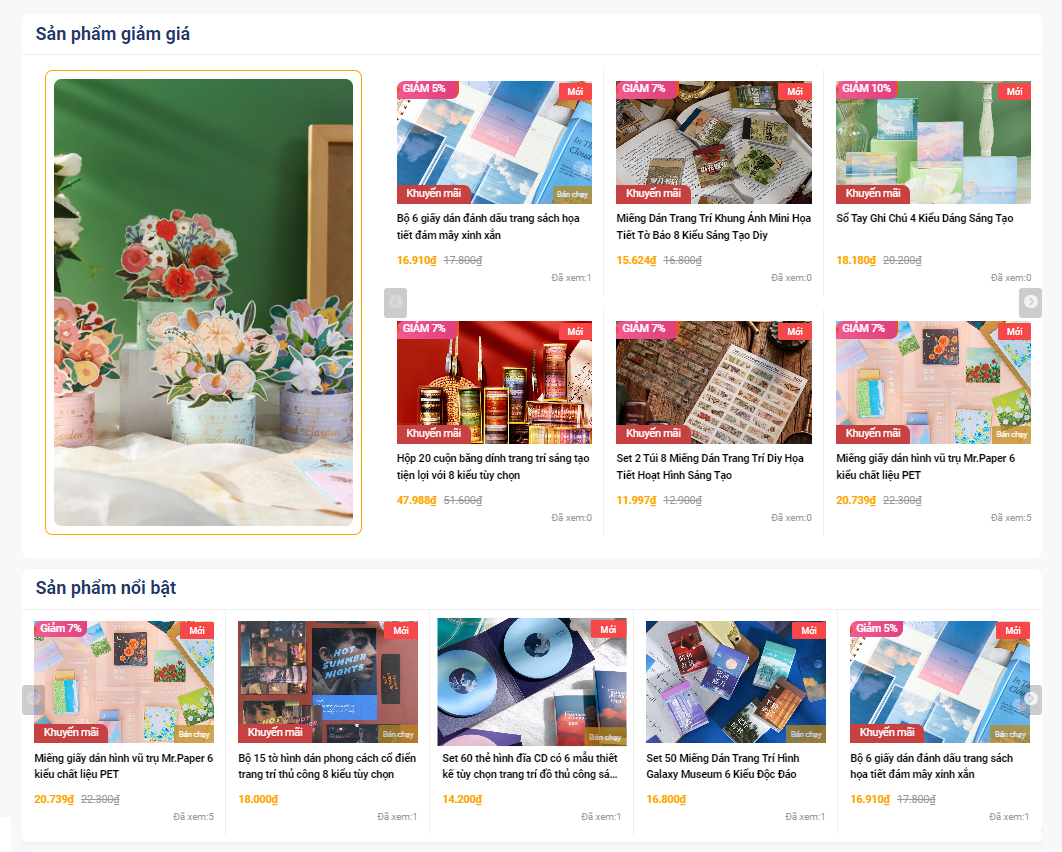 Sản phẩm giảm giá
GIẢM 5%
Mới
Khuyến mãi
Bán chạy
Bộ 6 giấy dán đánh dấu trang sách họa
tiết đám mây xinh xắn
16.910₫ 17.800₫
Đã xem:1
GIẢM 7%
Mới
Khuyến mãi
Miếng Dán Trang Trí Khung Ảnh Mini Họa
Tiết Tờ Báo 8 Kiểu Sáng Tạo Diy
15.624₫ 16.800₫
Đã xem:0
GIẢM 10%
Mới
Khuyến mãi
Sổ Tay Ghi Chú 4 Kiểu Dáng Sáng Tạo
18.180₫ 20.200₫
Đã xem:0
GIẢM 7%
Mới
Khuyến mãi
Hộp 20 cuộn băng dính trang trí sáng tạo
tiện lợi với 8 kiểu tùy chọn
47.988₫ 51.600₫
Đã xem:0
GIẢM 7%
Mới
Khuyến mãi
Set 2 Túi 8 Miếng Dán Trang Trí Diy Họa
Tiết Hoạt Hình Sáng Tạo
11.997₫ 12.900₫
Đã xem:0
GIẢM 7%
Mới
Khuyến mãi
Bán chạy
Miếng giấy dán hình vũ trụ Mr.Paper 6
kiểu chất liệu PET
20.739₫ 22.300₫
Đã xem:5
Sản phẩm nổi bật
Giảm 7%
Mới
Khuyến mãi
Bán chạy
Miếng giấy dán hình vũ trụ Mr.Paper 6
kiểu chất liệu PET
20.739₫ 22.300₫
Đã xem:5
Mới
HOT
SUMMER
NIGHTS
Khuyến mãi
Bán chạy
Bộ 15 tờ hình dán phong cách cổ điển
trang trí thủ công 8 kiểu tùy chọn
18.000₫
Đã xem:1
Mới
Bán chạy
Set 60 thẻ hình đĩa CD có 6 mẫu thiết
kế tùy chọn trang trí đồ thủ công sá...
14.200₫
Đã xem:1
Mới
Bán chạy
Set 50 Miếng Dán Trang Trí Hình
Galaxy Museum 6 Kiểu Độc Đáo
16.800₫
Đã xem:1
Giảm 5%
Mới
Khuyến mãi
Bán chạy
Bộ 6 giấy dán đánh dấu trang sách
họa tiết đám mây xinh xắn
16.910₫ 17.800₫
Đã xem:1